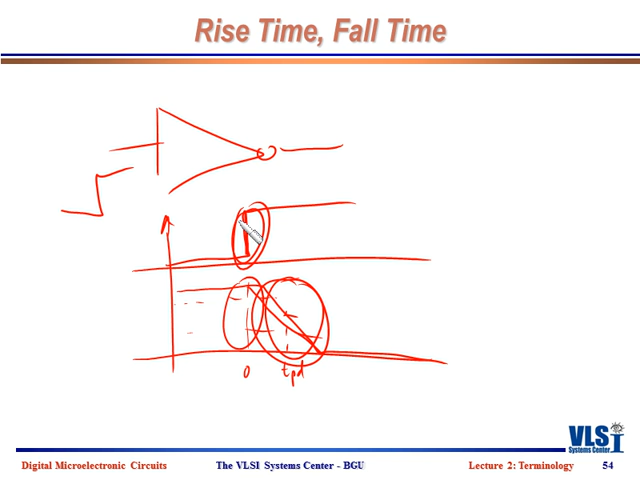 Rise Time, Fall Time
0
tpd
VLSI
Systems Center
Digital Microelectronic Circuits
The VLSI Systems Center - BGU
Lecture 2: Terminology
54